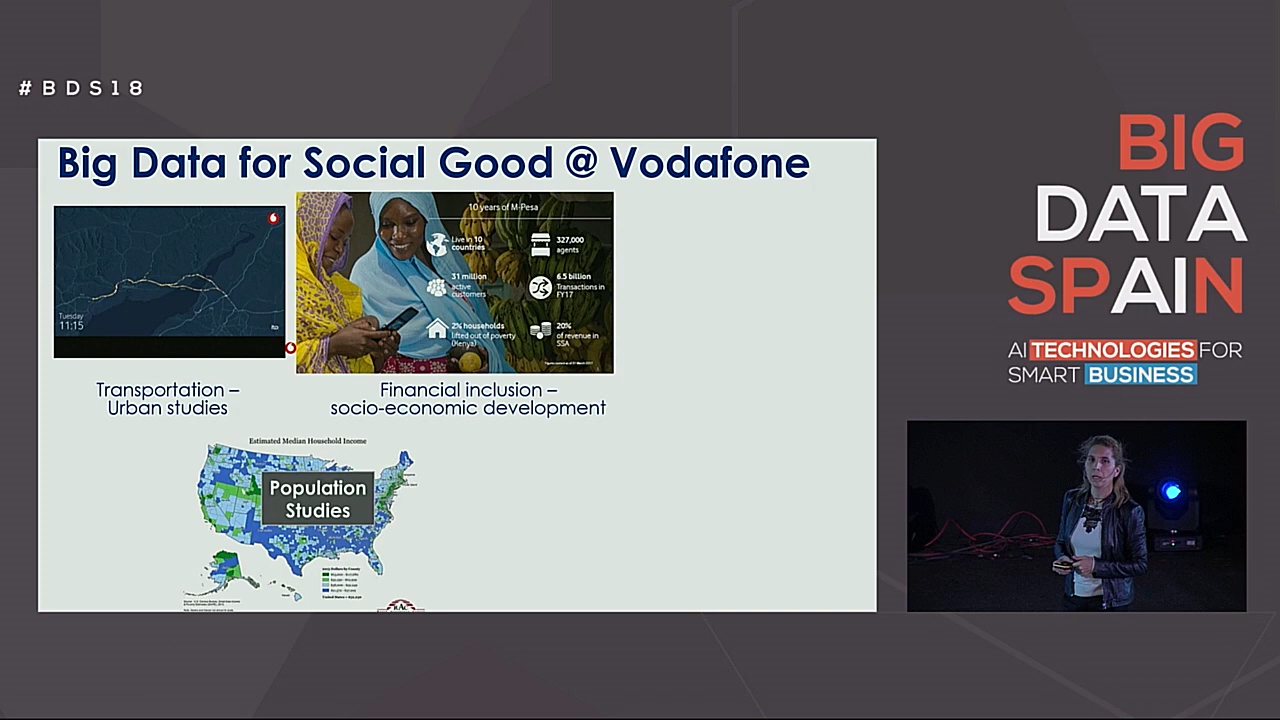 #BDS18
Big Data for Social Good @ Vodafone
Tuesday
11:15
10 years of M-Pesa
Live in 10
countries
327,000
agents
31 million
active
customers
6.5 billion
Transactions in
FY17
2% households
lifted out of poverty
(Kenya)
20%
of revenue in
SSA
Transportation –
Urban studies
Financial inclusion –
socio-economic development
Estimated Median Household Income
Population
Studies
RAC
BIG
DATA
SPAIN
AI TECHNOLOGIES FOR
SMART BUSINESS